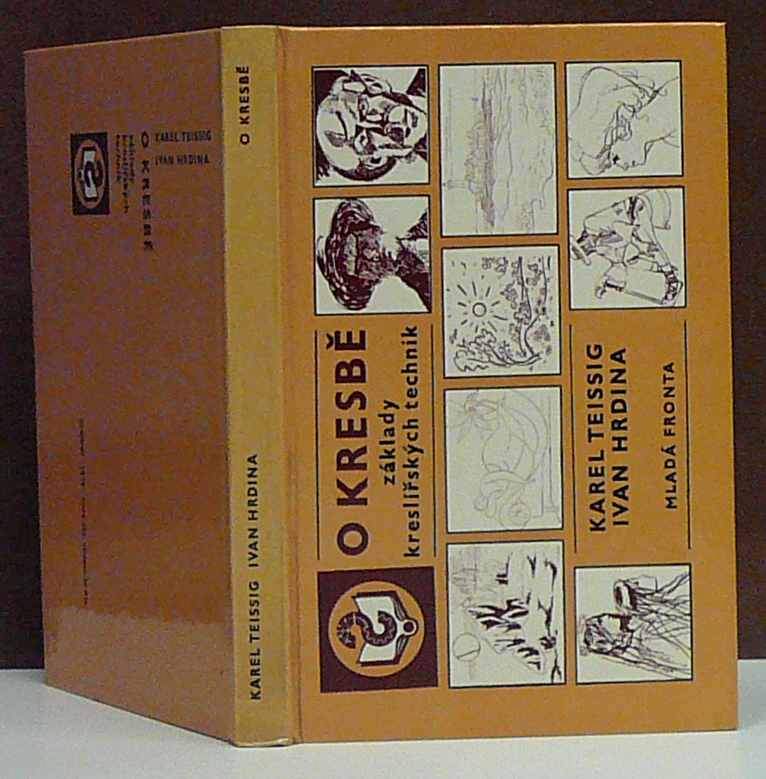 O KRESBĚ
základy
kreslířských technik
KAREL TEISSIG
IVAN HRDINA
MLADÁ FRONTA
KAREL TEISSIG IVAN HRDINA O KRESBĚ
KAREL TEISSIG
IVAN HRDINA
O KRESBĚ